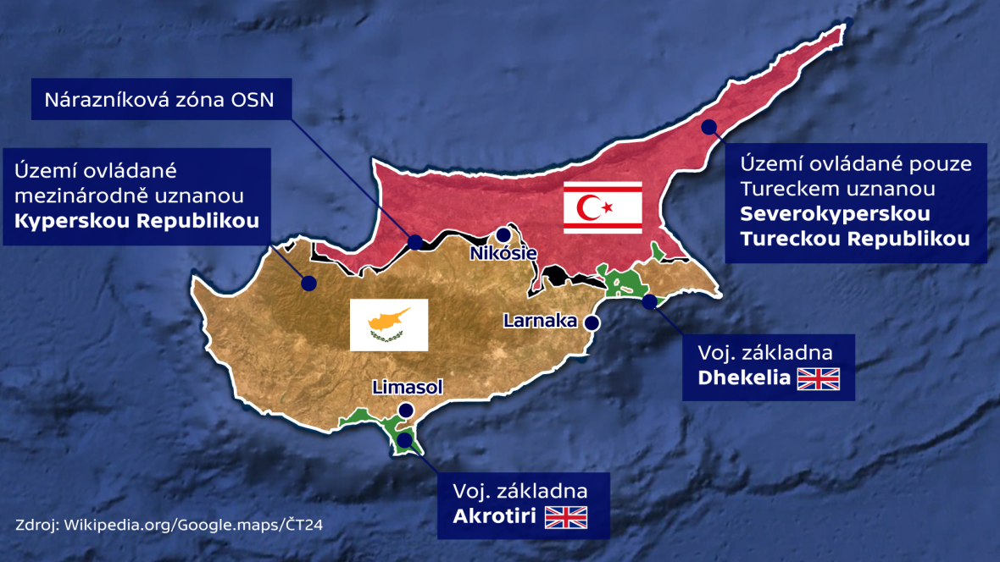 Nárazníková zóna OSN
Území ovládané
mezinárodně uznanou
Kyperskou Republikou
Území ovládané pouze
Tureckem uznanou
Severokyperskou
Tureckou Republikou
Nikósie
Larnaka
Limasol
Voj. základna
Dhekelia
Voj. základna
Akrotiri
Zdroj: Wikipedia.org/Google.maps/ČT24